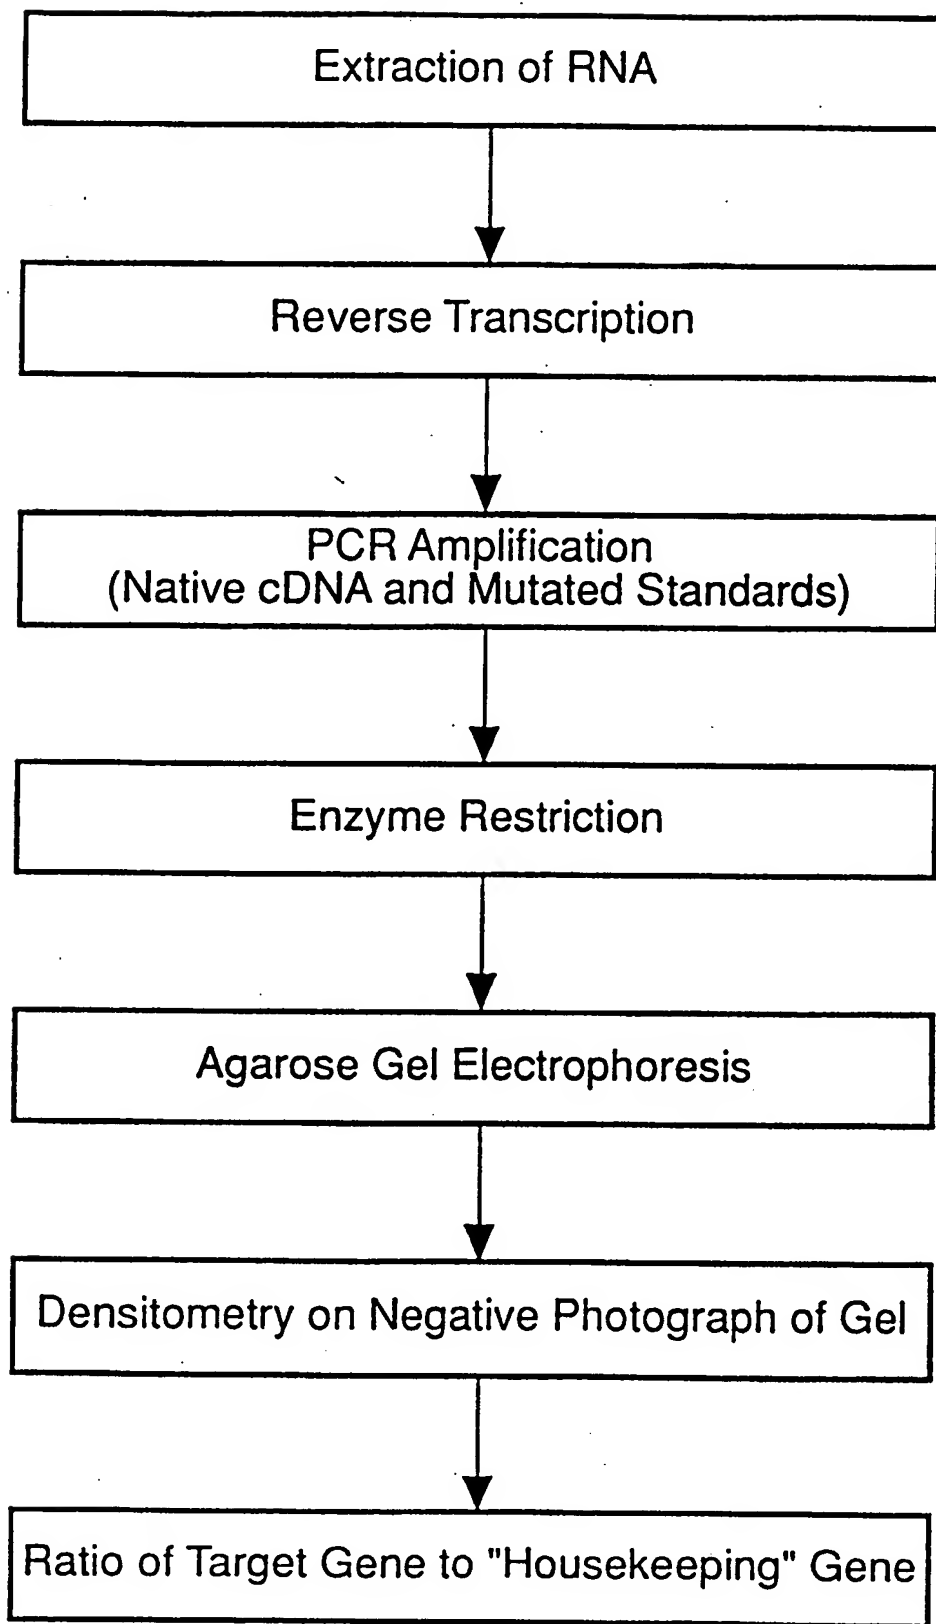 Extraction of RNA
Reverse Transcription
PCR Amplification
(Native cDNA and Mutated Standards)
Enzyme Restriction
Agarose Gel Electrophoresis
Densitometry on Negative Photograph of Gel
Ratio of Target Gene to "Housekeeping" Gene